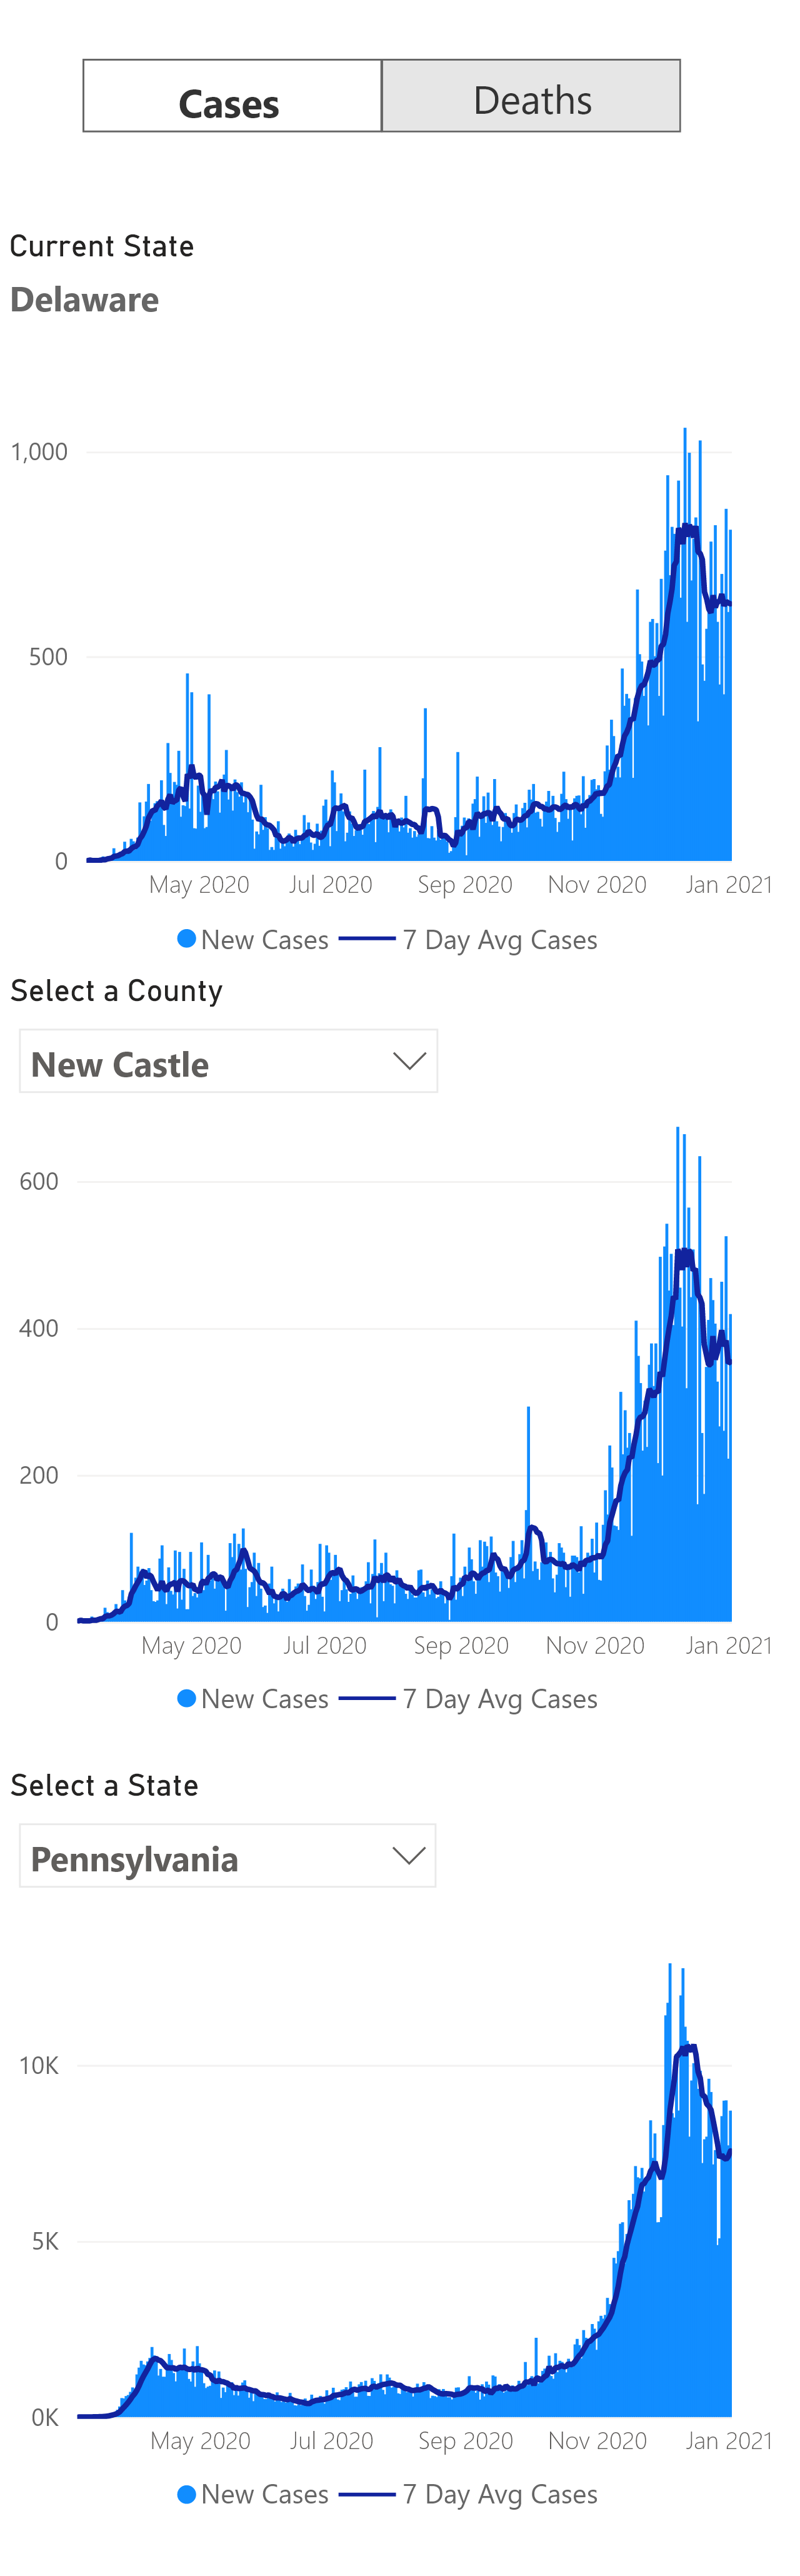 Cases Deaths
Current State
Delaware
1,000
500
0
May 2020 Jul 2020 Sep 2020 Nov 2020 Jan 2021
New Cases 7 Day Avg Cases
Select a County
New Castle
600
400
200
0
May 2020 Jul 2020 Sep 2020 Nov 2020 Jan 2021
New Cases 7 Day Avg Cases
Select a State
Pennsylvania
10K
5K
0K
May 2020 Jul 2020 Sep 2020 Nov 2020 Jan 2021
New Cases 7 Day Avg Cases